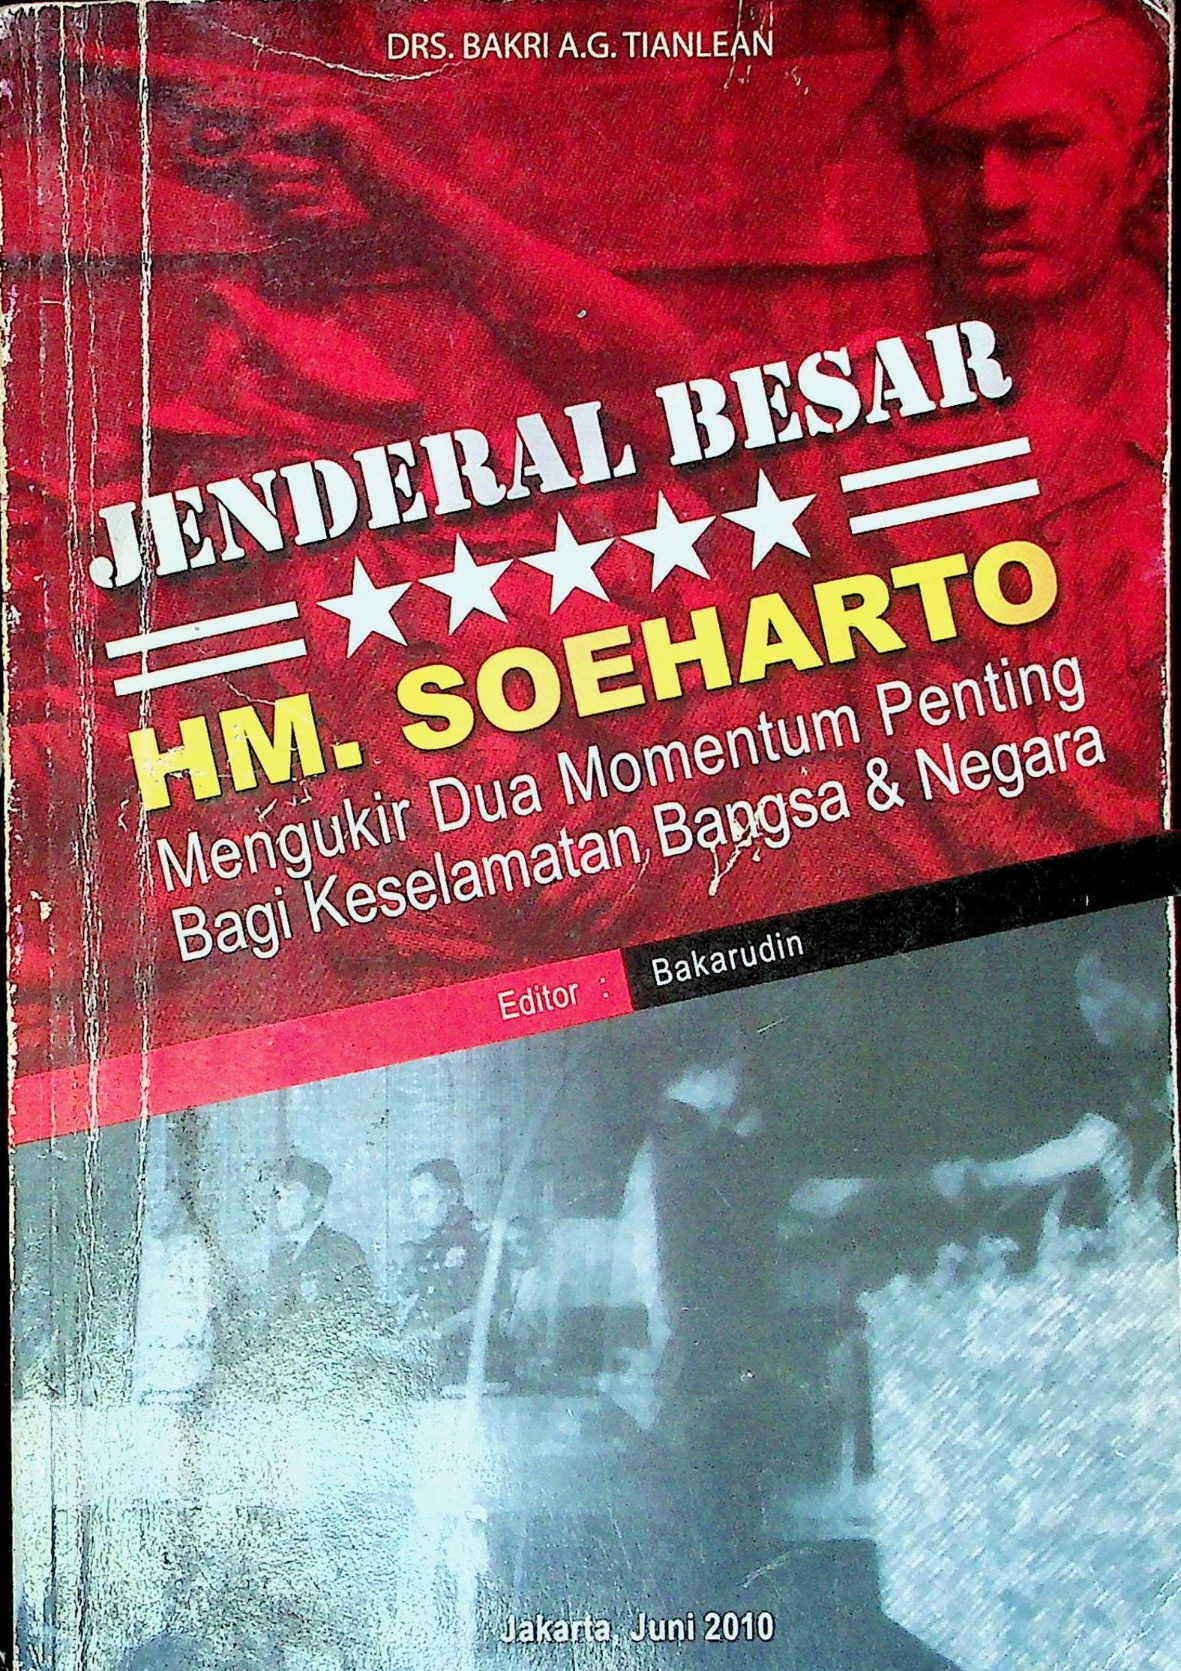 DRS. BAKRI A.G. TIANLEAN
JENDERAL BESAR
HM. SOEHARTO
Mengukir Dua Momentum Penting
Bagi Keselamatan Bangsa & Negara
Editor : Bakarudin
Jakarta, Juni 2010